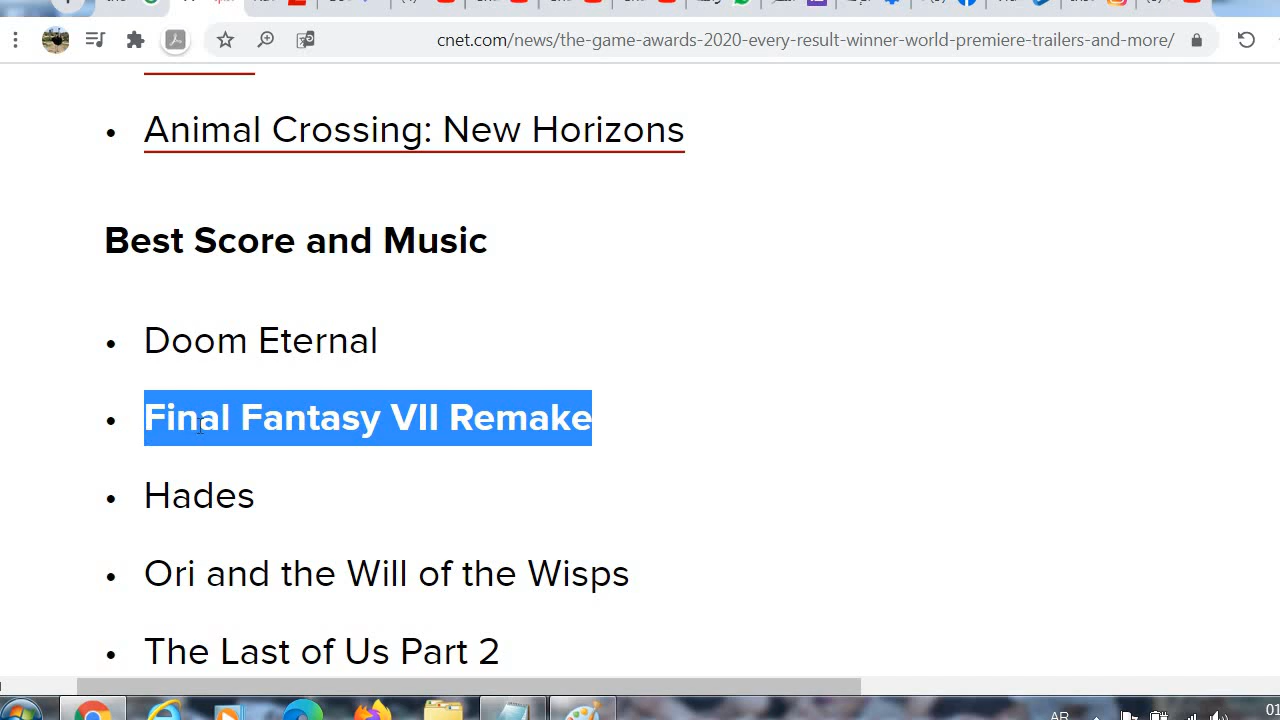 cnet.com/news/the-game-awards-2020-every-result-winner-world-premiere-trailers-and-more/
Animal Crossing: New Horizons
Best Score and Music
• Doom Eternal
• Final Fantasy VII Remake
• Hades
• Ori and the Will of the Wisps
• The Last of Us Part 2
AR
01